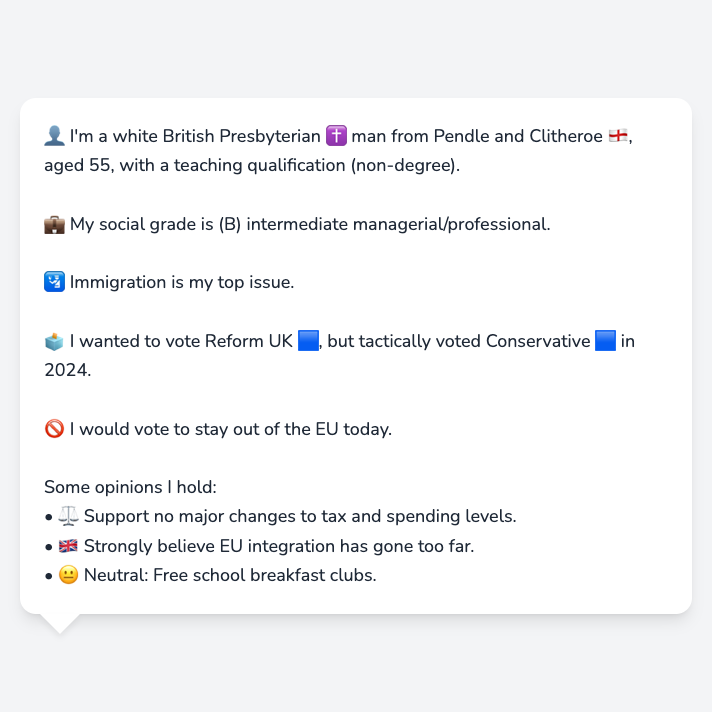 👤 I'm a white British Presbyterian ✝️ man from Pendle and Clitheroe 🏴󠁧󠁢󠁥󠁮󠁧󠁿,
aged 55, with a teaching qualification (non-degree).
💼 My social grade is (B) intermediate managerial/professional.
🛂 Immigration is my top issue.
🗳️ I wanted to vote Reform UK 🟦, but tactically voted Conservative 🟦 in
2024.
🚫 I would vote to stay out of the EU today.
Some opinions I hold:
• ⚖️ Support no major changes to tax and spending levels.
• 🇬🇧 Strongly believe EU integration has gone too far.
• 😐 Neutral: Free school breakfast clubs.